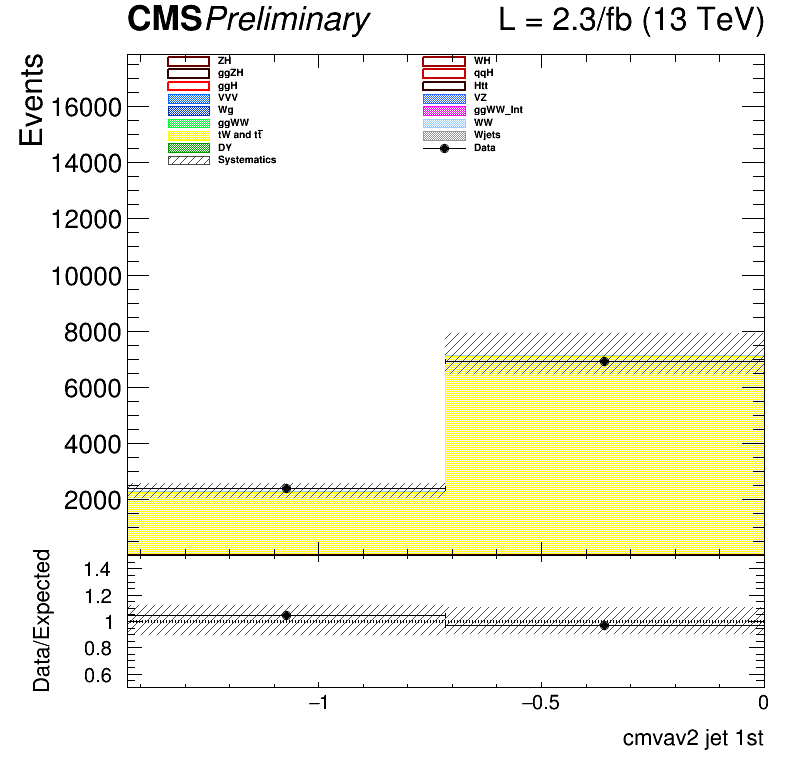 CMS Preliminary L = 2.3/fb (13 TeV)
Events
ZH WH
ggZH qqH
ggH Htt
VVV VZ
Wg ggWW_Int
ggWW WW
tW and tt̅ Wjets
DY Data
Systematics
16000
14000
12000
10000
8000
6000
4000
2000
Data/Expected
1.4
1.2
1
0.8
0.6
−1 −0.5 0
cmvav2 jet 1st